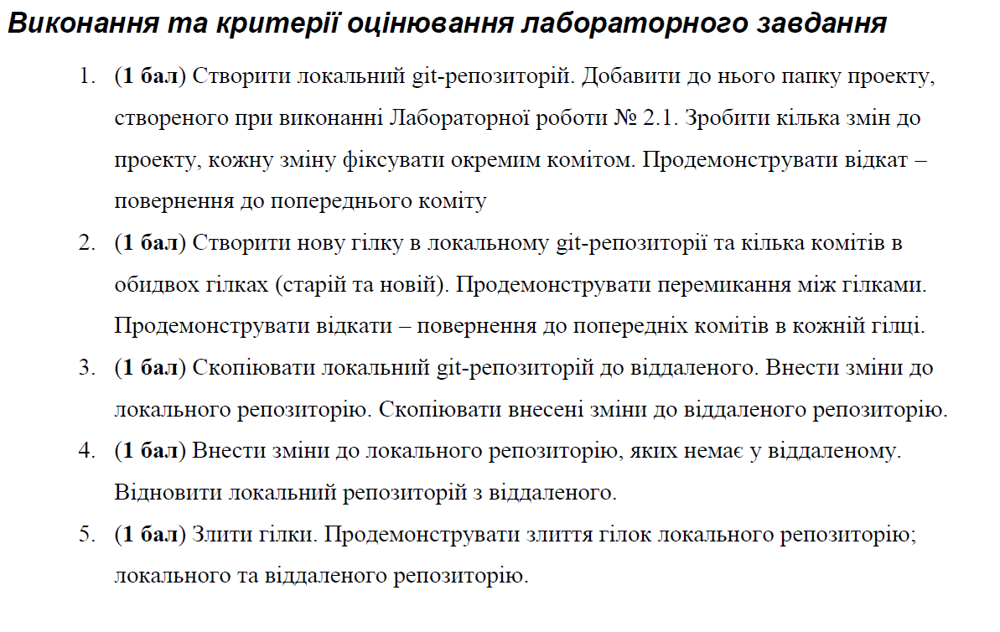 Виконання та критерії оцінювання лабораторного завдання
1. (1 бал) Створити локальний git-репозиторій. Добавити до нього папку проекту,
створеного при виконанні Лабораторної роботи № 2.1. Зробити кілька змін до
проекту, кожну зміну фіксувати окремим комітом. Продемонструвати відкат –
повернення до попереднього коміту
2. (1 бал) Створити нову гілку в локальному git-репозиторії та кілька комітів в
обидвох гілках (старій та новій). Продемонструвати перемикання між гілками.
Продемонструвати відкати – повернення до попередніх комітів в кожній гілці.
3. (1 бал) Скопіювати локальний git-репозиторій до віддаленого. Внести зміни до
локального репозиторію. Скопіювати внесені зміни до віддаленого репозиторію.
4. (1 бал) Внести зміни до локального репозиторію, яких немає у віддаленому.
Відновити локальний репозиторій з віддаленого.
5. (1 бал) Злити гілки. Продемонструвати злиття гілок локального репозиторію;
локального та віддаленого репозиторію.